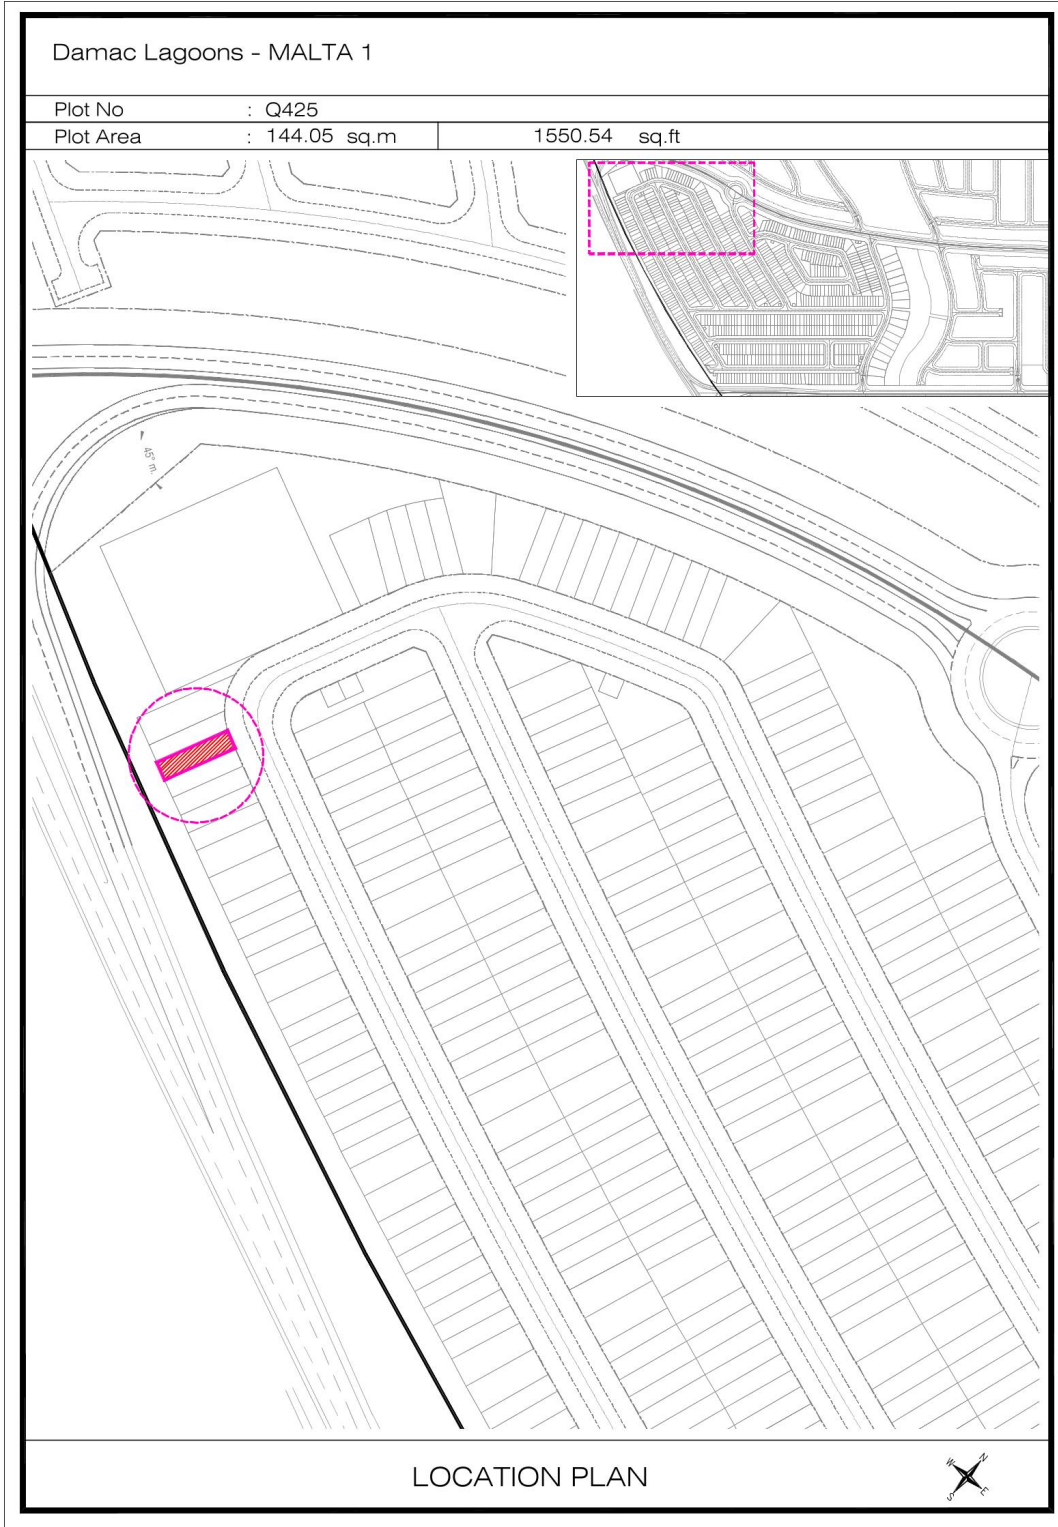 Damac Lagoons - MALTA 1
Plot No : Q425
Plot Area : 144.05 sq.m 1550.54 sq.ft
45° m.
LOCATION PLAN
W N
S E